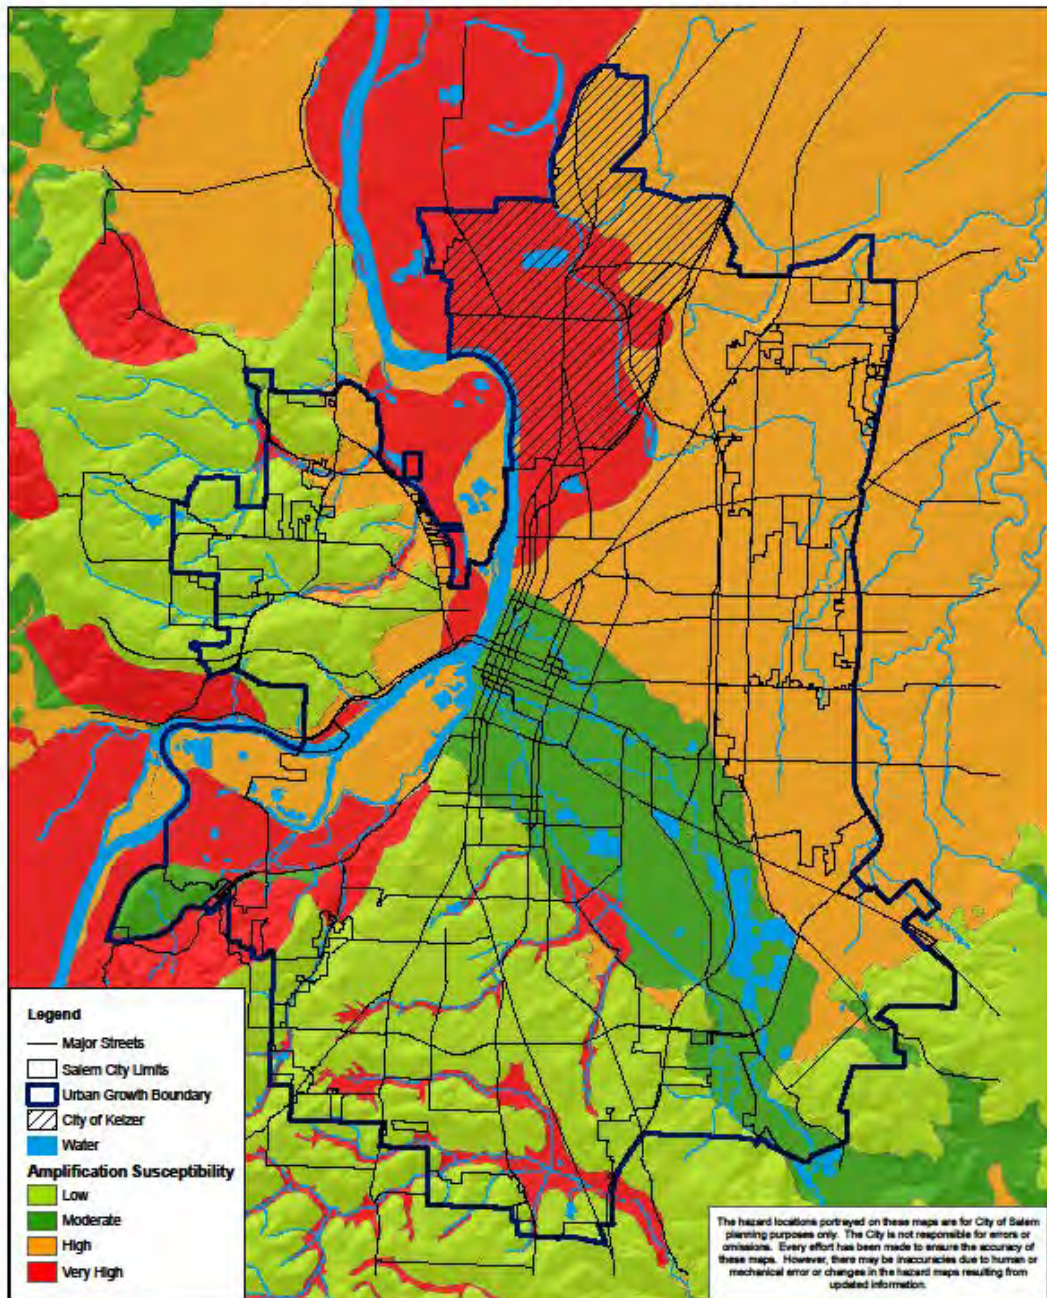 Legend
Major Streets
Salem City Limits
Urban Growth Boundary
City of Keizer
Water
Amplification Susceptibility
Low
Moderate
High
Very High
The hazard locations portrayed on these maps are for City of Salem
planning purposes only. The City is not responsible for errors or
omissions. Every effort has been made to ensure the accuracy of
these maps. However, there may be inaccuracies due to human or
mechanical error or changes in the hazard maps resulting from
updated information.